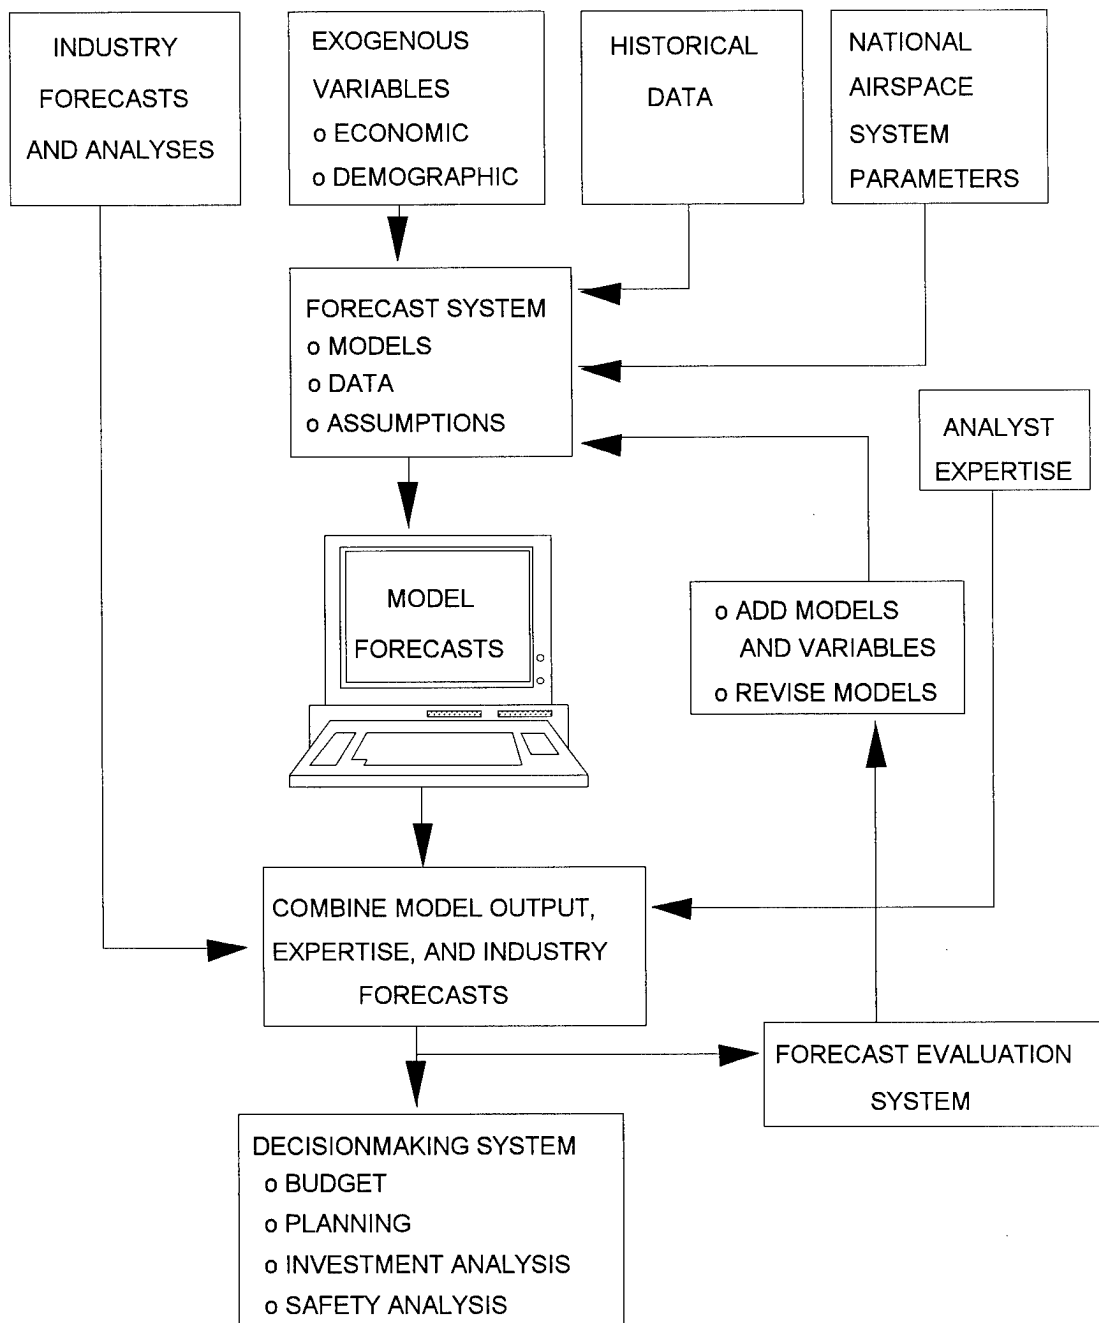 INDUSTRY
FORECASTS
AND ANALYSES
EXOGENOUS
VARIABLES
o ECONOMIC
o DEMOGRAPHIC
HISTORICAL
DATA
NATIONAL
AIRSPACE
SYSTEM
PARAMETERS
FORECAST SYSTEM
o MODELS
o DATA
o ASSUMPTIONS
ANALYST
EXPERTISE
MODEL
FORECASTS
o ADD MODELS
AND VARIABLES
o REVISE MODELS
COMBINE MODEL OUTPUT,
EXPERTISE, AND INDUSTRY
FORECASTS
FORECAST EVALUATION
SYSTEM
DECISIONMAKING SYSTEM
o BUDGET
o PLANNING
o INVESTMENT ANALYSIS
o SAFETY ANALYSIS